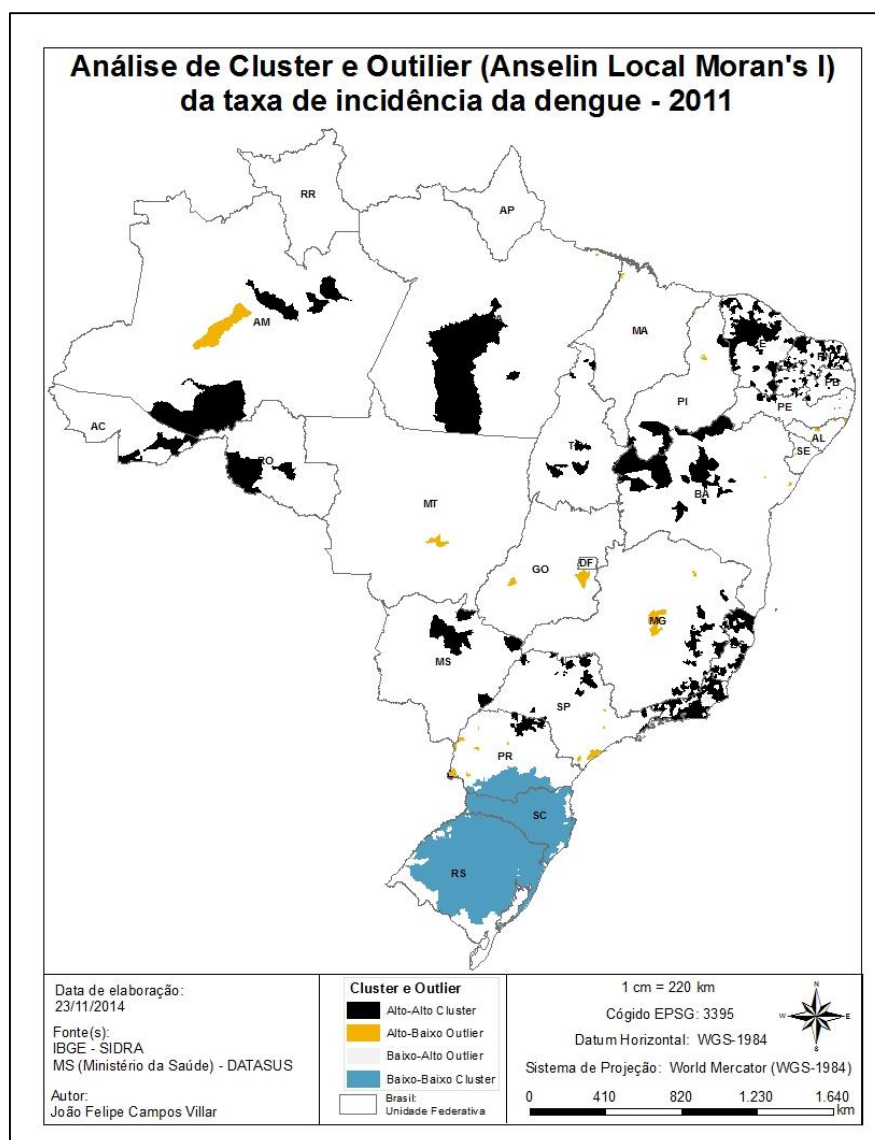 Análise de Cluster e Outilier (Anselin Local Moran's I)
da taxa de incidência da dengue - 2011
RR
AP
AM
MA
CE
RN
PB
PI
PE
AC
AL
SE
RO
BA
MT
GO
DF
MG
MS
SP
PR
SC
RS
Data de elaboração:
23/11/2014
Fonte(s):
IBGE - SIDRA
MS (Ministério da Saúde) - DATASUS
Autor:
João Felipe Campos Villar
Cluster e Outlier
Alto-Alto Cluster
Alto-Baixo Outlier
Baixo-Alto Outlier
Baixo-Baixo Cluster
Brasil:
Unidade Federativa
1 cm = 220 km
Cógido EPSG: 3395
Datum Horizontal: WGS-1984
Sistema de Projeção: World Mercator (WGS-1984)
N
W
E
S
0 410 820 1.230 1.640
km